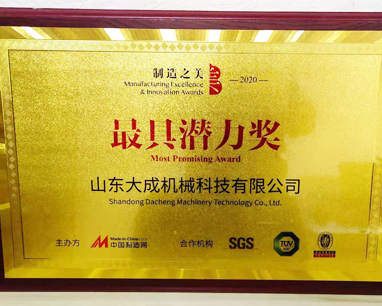 制造之美
Manufacturing Excellence
& Innovation Awards
—2020—
最具潜力奖
Most Promising Award
山东大成机械科技有限公司
Shandong Dacheng Machinery Technology Co., Ltd.
主办方 Made-in-China.com 中国制造网 合作机构 SGS TÜV